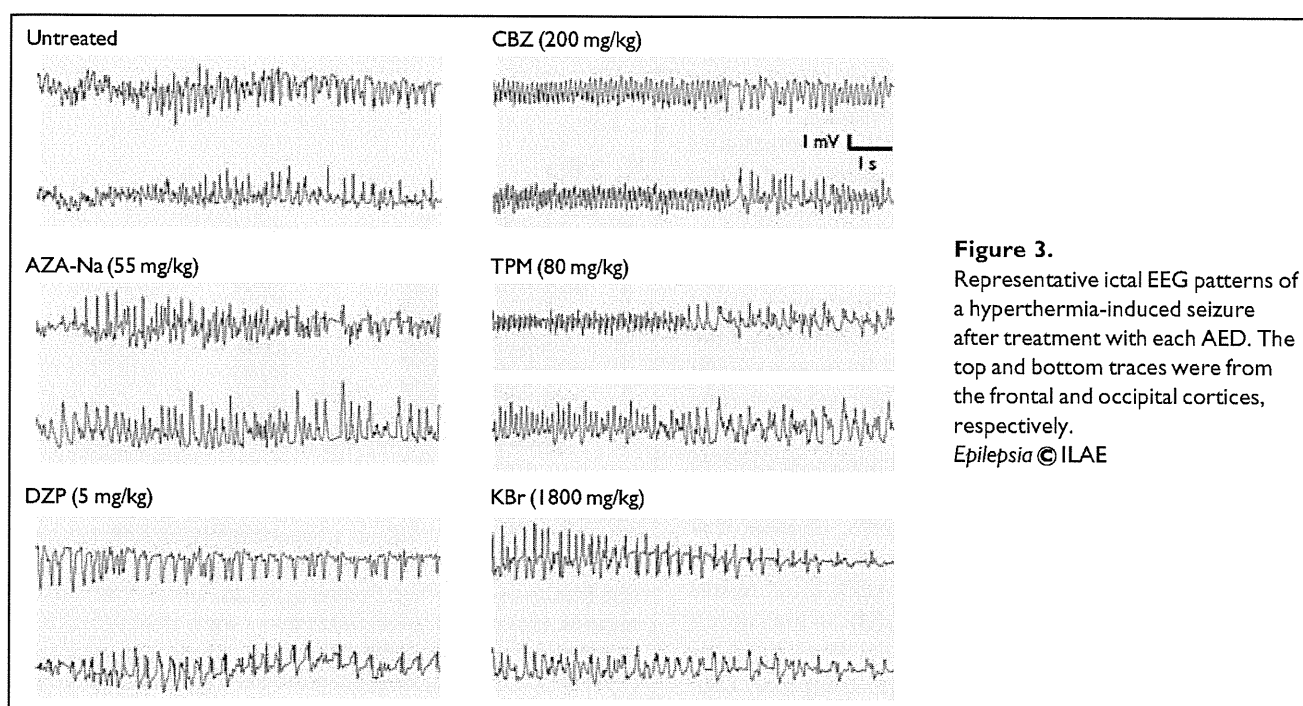 Untreated
CBZ (200 mg/kg)
1 mV
1 s
AZA-Na (55 mg/kg)
TPM (80 mg/kg)
DZP (5 mg/kg)
KBr (1800 mg/kg)
Figure 3.
Representative ictal EEG patterns of
a hyperthermia-induced seizure
after treatment with each AED. The
top and bottom traces were from
the frontal and occipital cortices,
respectively.
Epilepsia © ILAE